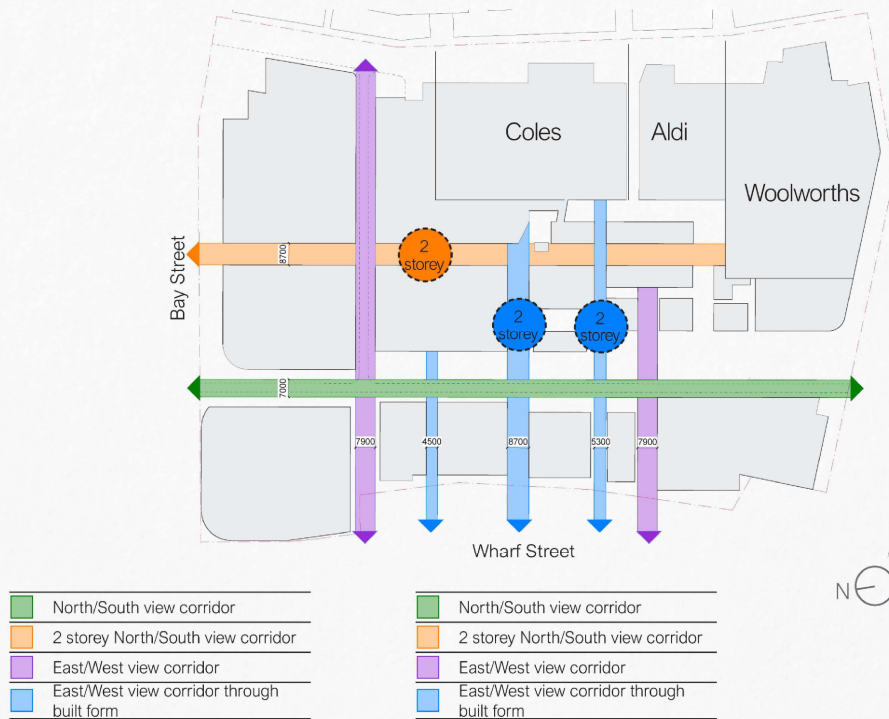 Coles
Aldi
Woolworths
Bay Street
8700
2
storey
2
storey
2
storey
7000
7900
4500
8700
5300
7900
Wharf Street
N
North/South view corridor
2 storey North/South view corridor
East/West view corridor
East/West view corridor through
built form
North/South view corridor
2 storey North/South view corridor
East/West view corridor
East/West view corridor through
built form